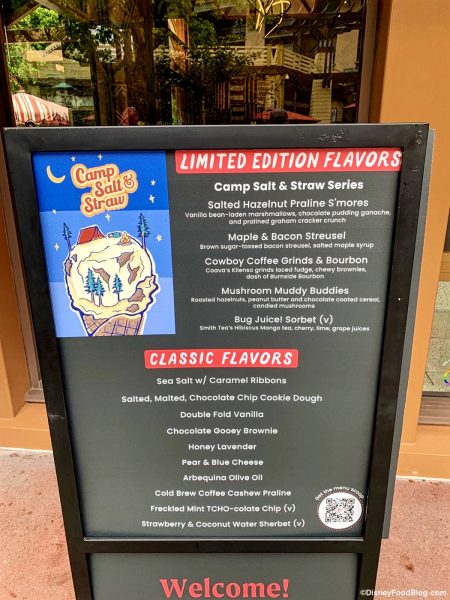 Camp
Salt &
Straw
LIMITED EDITION FLAVORS
Camp Salt & Straw Series
Salted Hazelnut Praline S'mores
Vanilla bean-laden marshmallows, chocolate pudding ganache,
and pralined graham cracker crunch
Maple & Bacon Streusel
Brown sugar-tossed bacon streusel, salted maple syrup
Cowboy Coffee Grinds & Bourbon
Coava's Kilenso grinds laced fudge, chewy brownies,
dash of Burnside Bourbon
Mushroom Muddy Buddies
Roasted hazelnuts, peanut butter and chocolate coated cereal,
candied mushrooms
Bug Juice! Sorbet (v)
Smith Tea's Hibiscus Mango tea, cherry, lime, grape juices
CLASSIC FLAVORS
Sea Salt w/ Caramel Ribbons
Salted, Malted, Chocolate Chip Cookie Dough
Double Fold Vanilla
Chocolate Gooey Brownie
Honey Lavender
Pear & Blue Cheese
Arbequina Olive Oil
Cold Brew Coffee Cashew Praline
Freckled Mint TCHO-colate Chip (v)
Strawberry & Coconut Water Sherbet (v)
Get the menu scoop
Welcome!
©DisneyFoodBlog.com